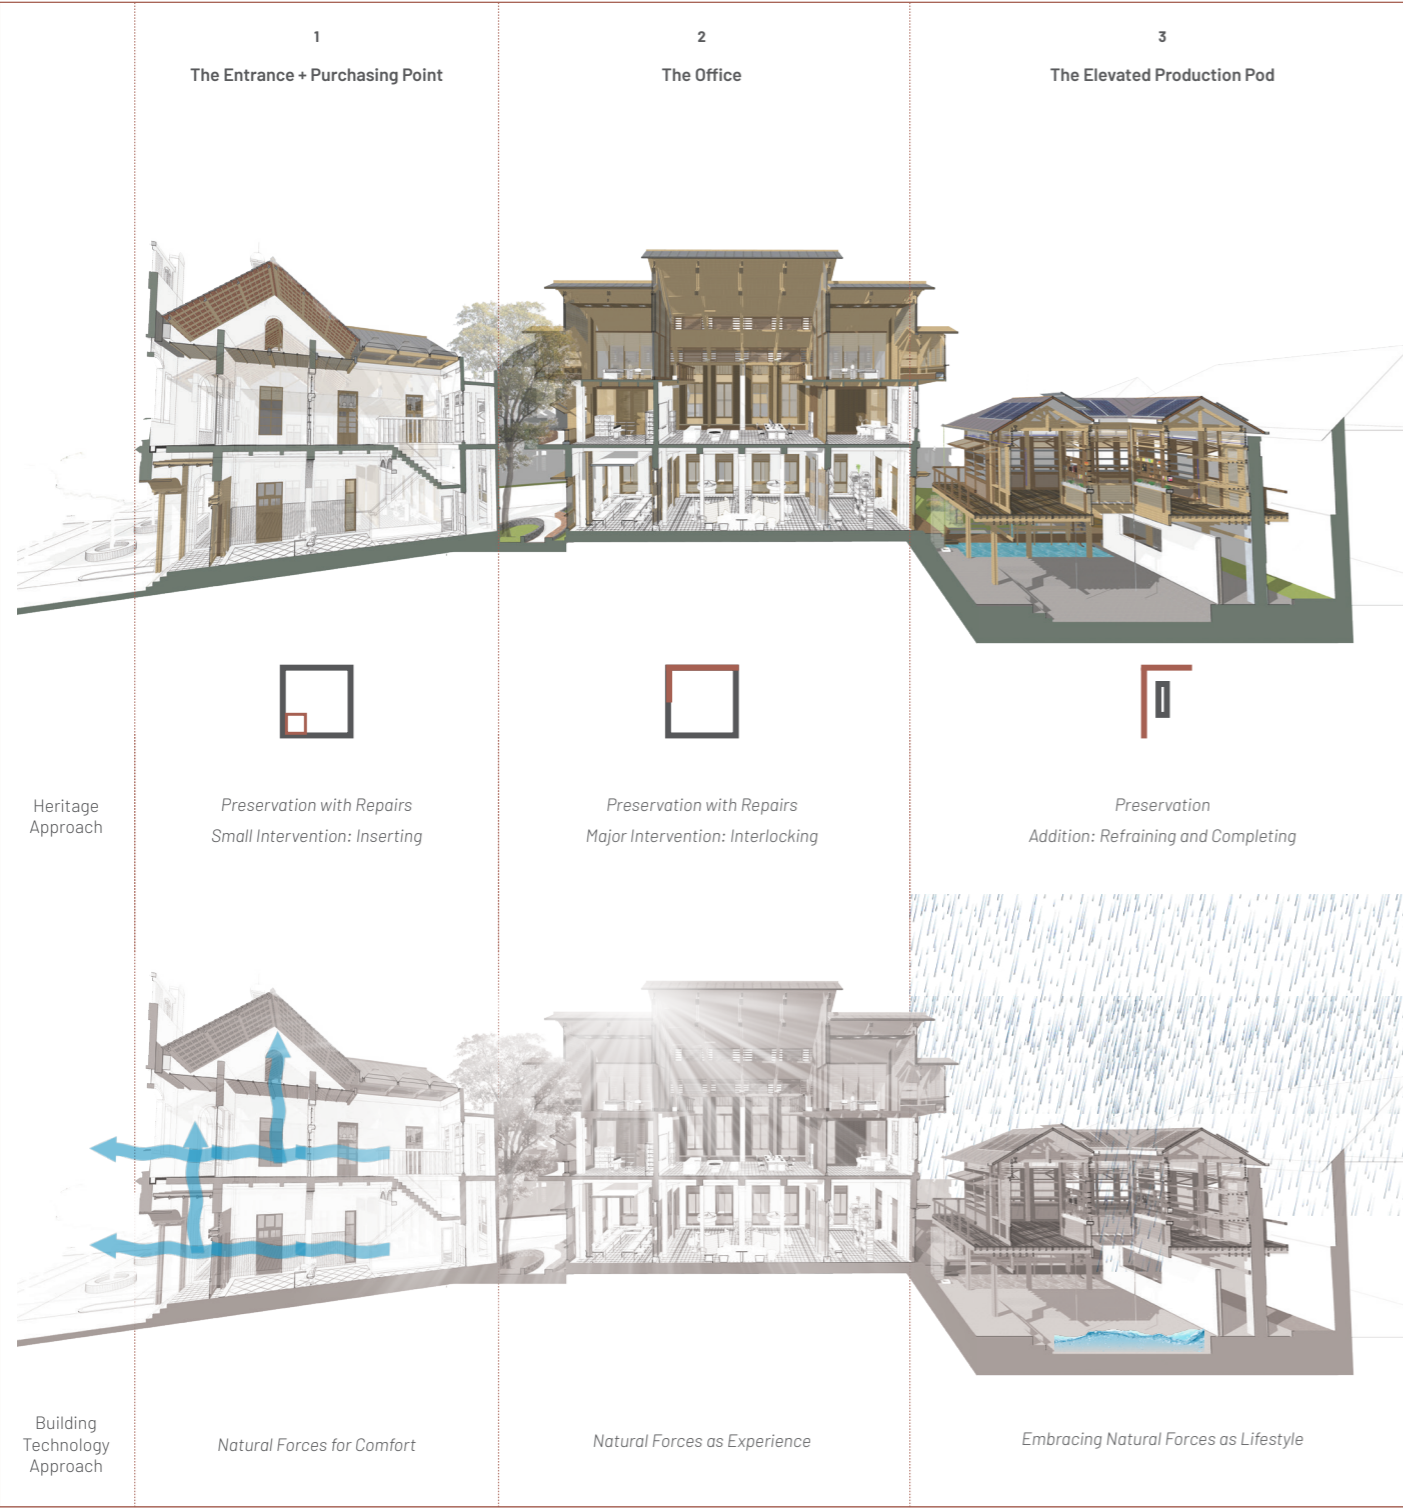 1
The Entrance + Purchasing Point
2
The Office
3
The Elevated Production Pod
Heritage
Approach
Preservation with Repairs
Small Intervention: Inserting
Preservation with Repairs
Major Intervention: Interlocking
Preservation
Addition: Refraining and Completing
Building
Technology
Approach
Natural Forces for Comfort
Natural Forces as Experience
Embracing Natural Forces as Lifestyle